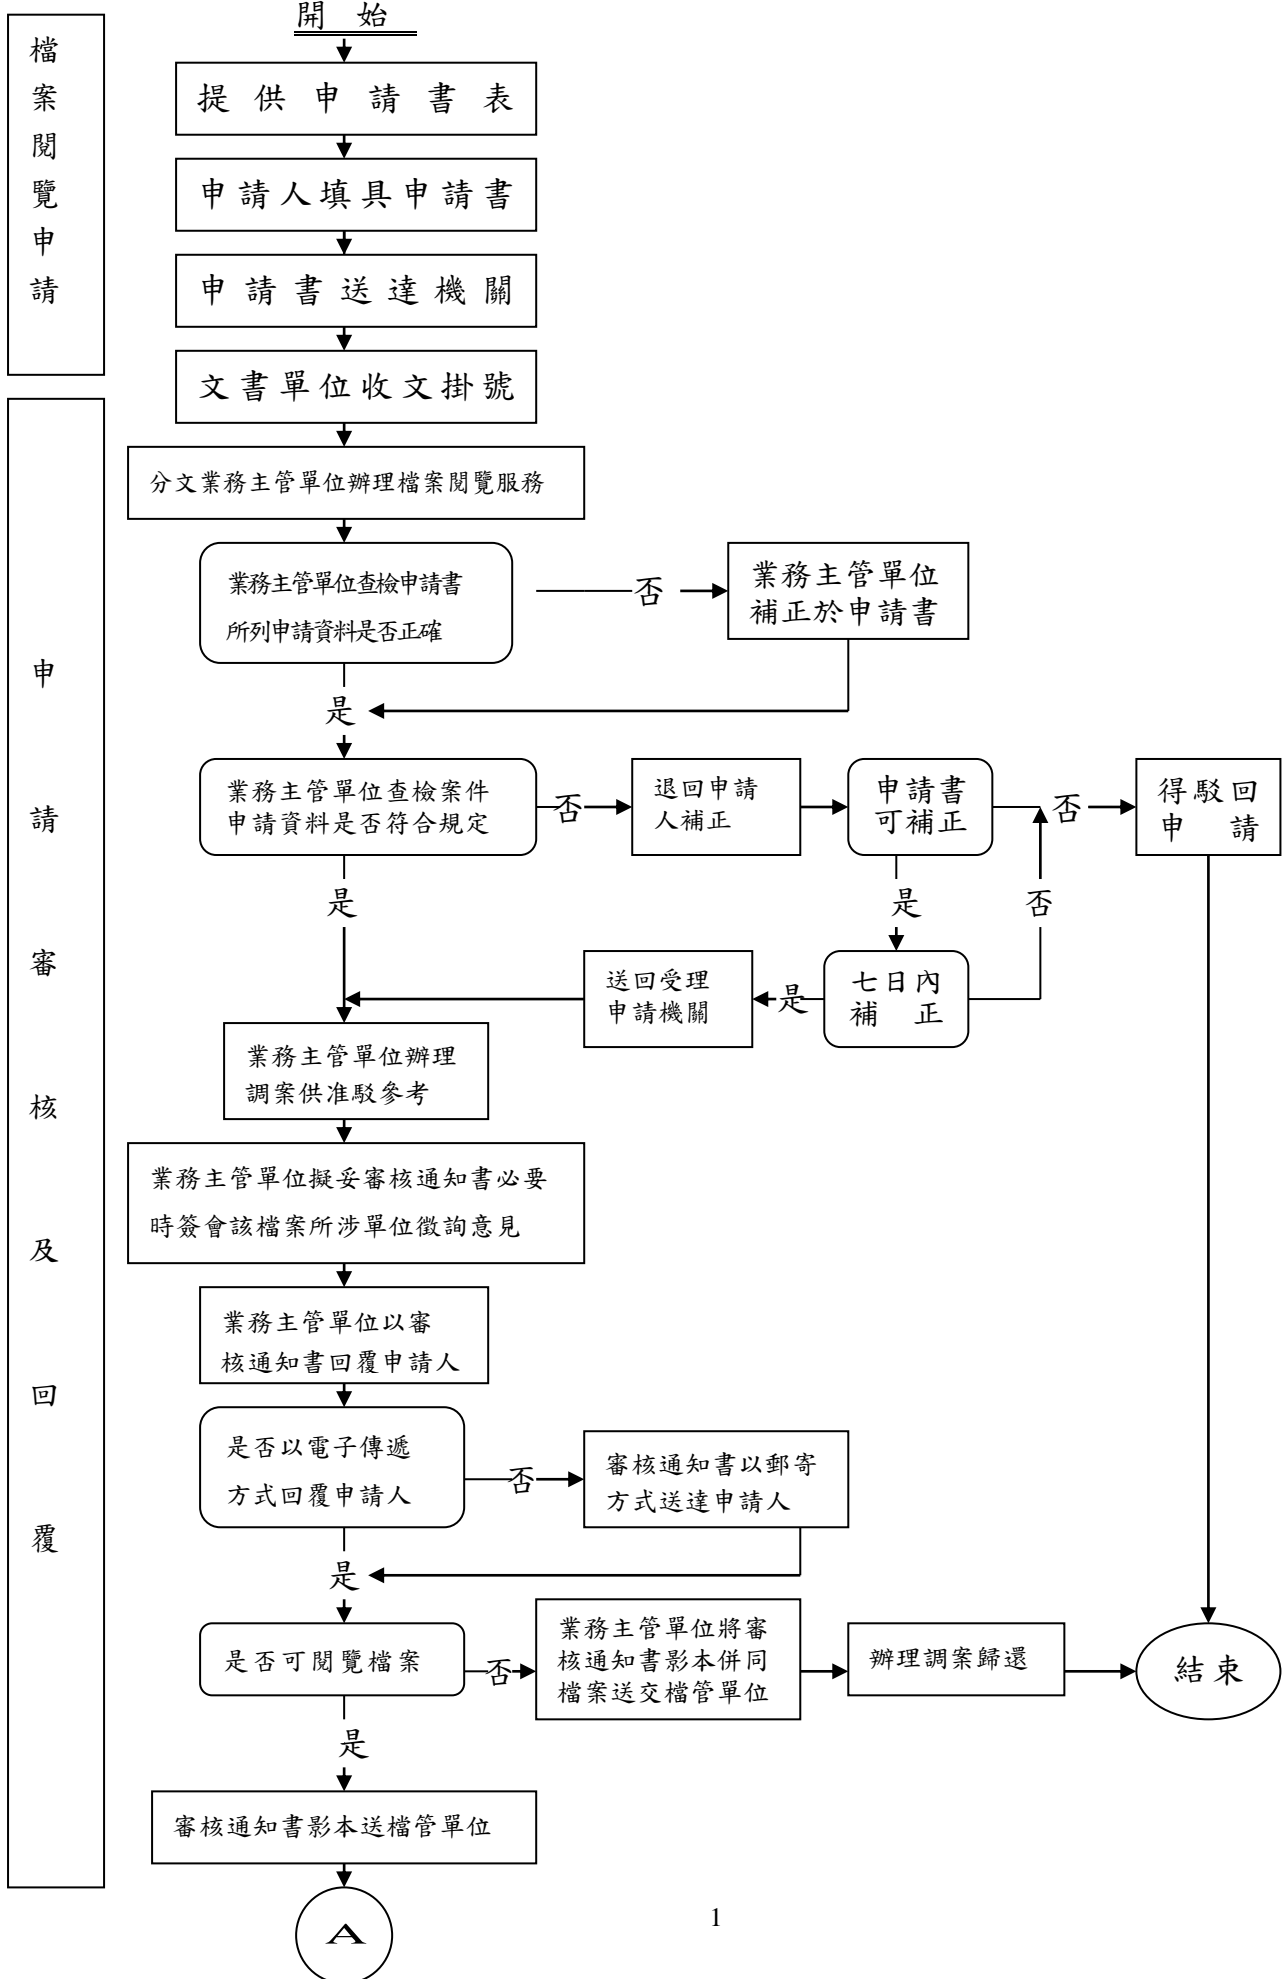 開始
檔案閱覽申請
提供申請書表
申請人填具申請書
申請書送達機關
文書單位收文掛號
申請審核及回覆
分文業務主管單位辦理檔案閱覽服務
業務主管單位查檢申請書
所列申請資料是否正確
否
業務主管單位
補正於申請書
是
業務主管單位查檢案件
申請資料是否符合規定
否
退回申請
人補正
申請書
可補正
否
得駁回
申請
是
是
否
送回受理
申請機關
是
七日內
補正
業務主管單位辦理
調案供准駁參考
業務主管單位擬妥審核通知書必要
時簽會該檔案所涉單位徵詢意見
業務主管單位以審
核通知書回覆申請人
是否以電子傳遞
方式回覆申請人
否
審核通知書以郵寄
方式送達申請人
是
是否可閱覽檔案
否
業務主管單位將審
核通知書影本併同
檔案送交檔管單位
辦理調案歸還
結束
是
審核通知書影本送檔管單位
A
1